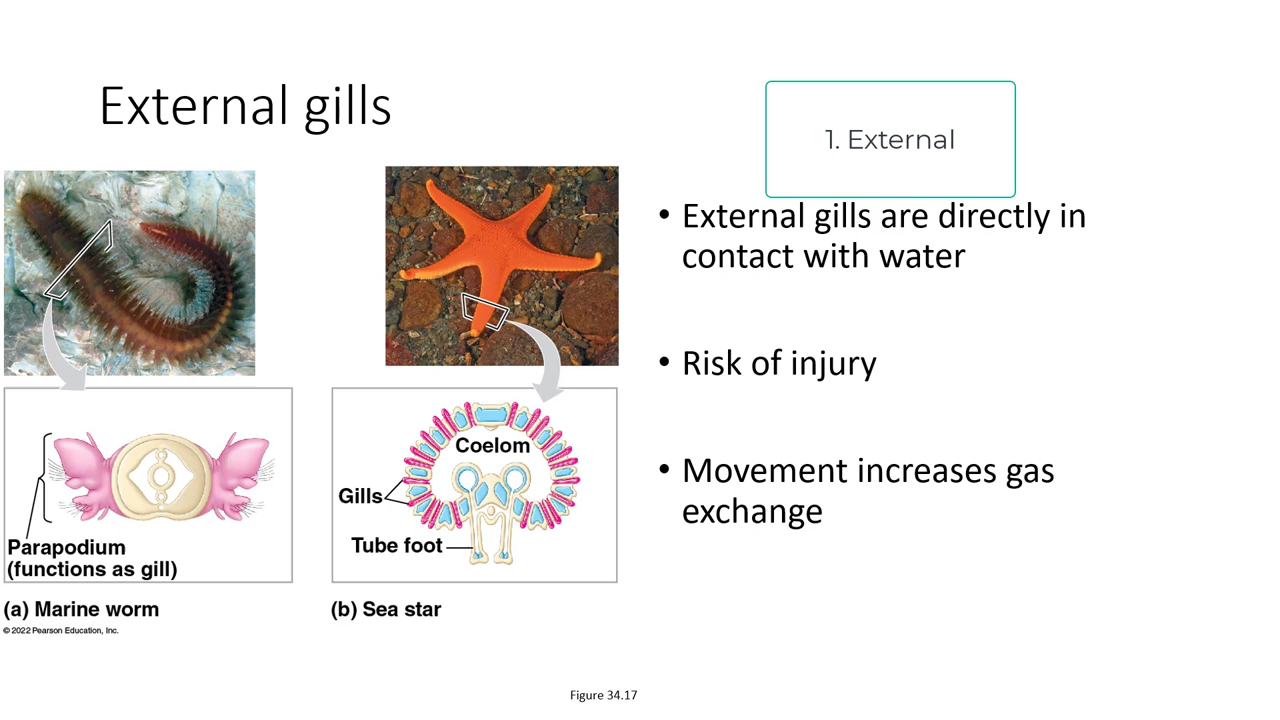 External gills
1. External
• External gills are directly in
contact with water
• Risk of injury
• Movement increases gas
exchange
Parapodium
(functions as gill)
(a) Marine worm
Coelom
Gills
Tube foot
(b) Sea star
© 2022 Pearson Education, Inc.
Figure 34.17